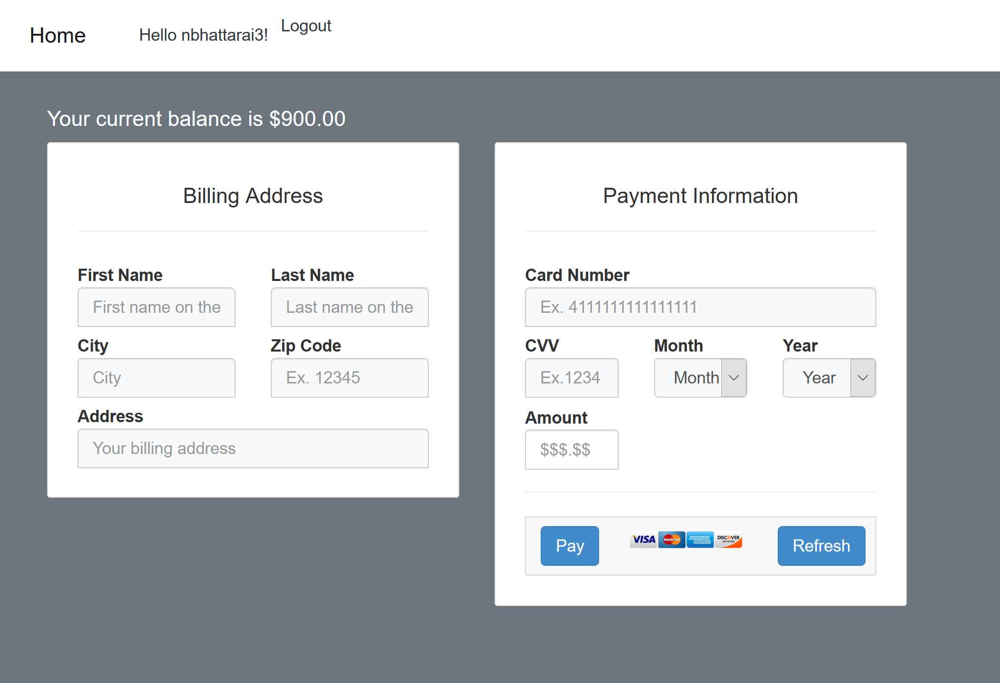 Home
Hello nbhattarai3!
Logout
Your current balance is $900.00
Billing Address
First Name
Last Name
First name on the
Last name on the
City
Zip Code
City
Ex. 12345
Address
Your billing address
Payment Information
Card Number
Ex. 4111111111111111
CVV
Month
Year
Ex.1234
Month
Year
Amount
$$$.$$
Pay
VISA
MasterCard
AMERICAN EXPRESS
DISCOVER
NETWORK
Refresh